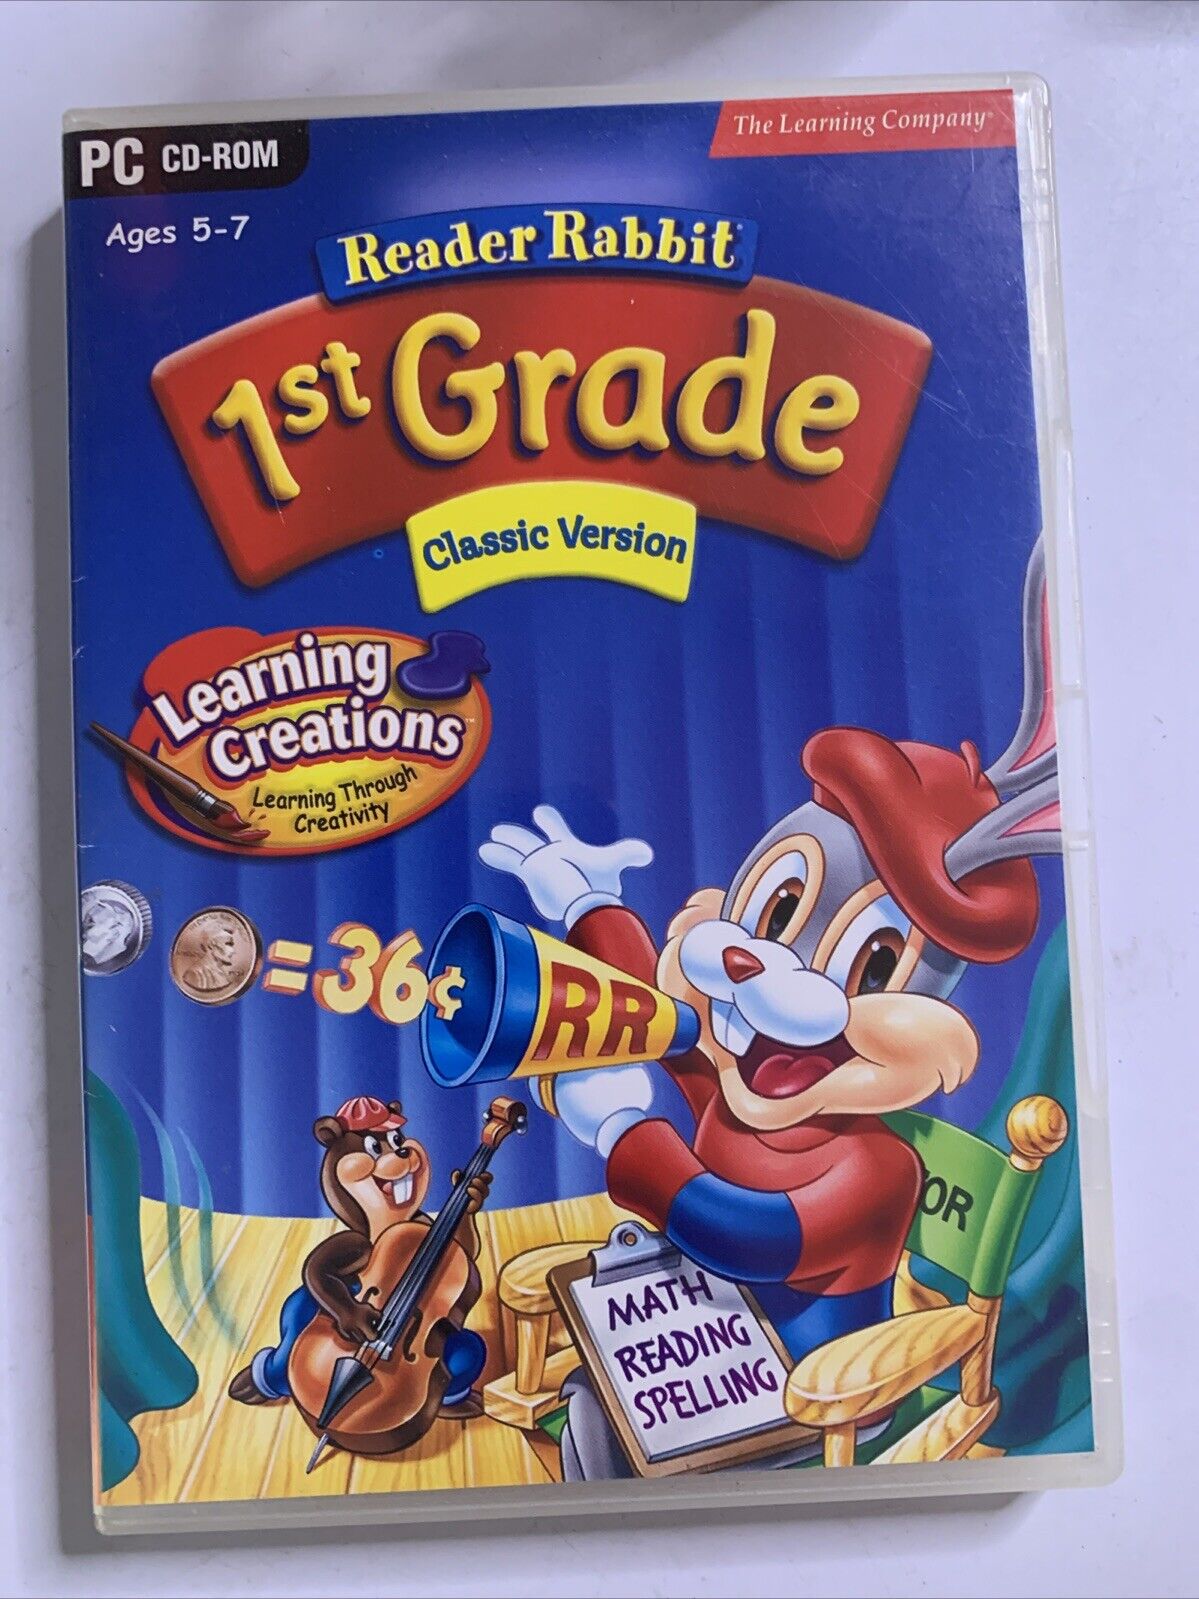 The Learning Company®
PC CD-ROM
Ages 5-7
Reader Rabbit®
1st Grade
Classic Version
Learning
Creations™
Learning Through
Creativity
=36¢
RR
OR
MATH
READING
SPELLING